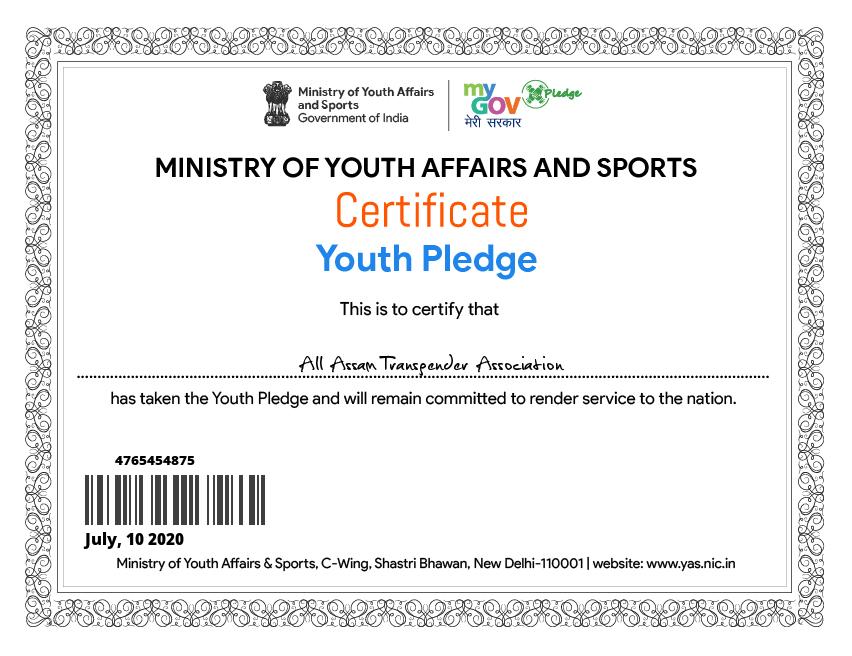 Ministry of Youth Affairs
and Sports
Government of India
my
GOV
मेरी सरकार
Pledge
MINISTRY OF YOUTH AFFAIRS AND SPORTS
Certificate
Youth Pledge
This is to certify that
All Assam Transpender Association
has taken the Youth Pledge and will remain committed to render service to the nation.
4765454875
July, 10 2020
Ministry of Youth Affairs & Sports, C-Wing, Shastri Bhawan, New Delhi-110001 | website: www.yas.nic.in